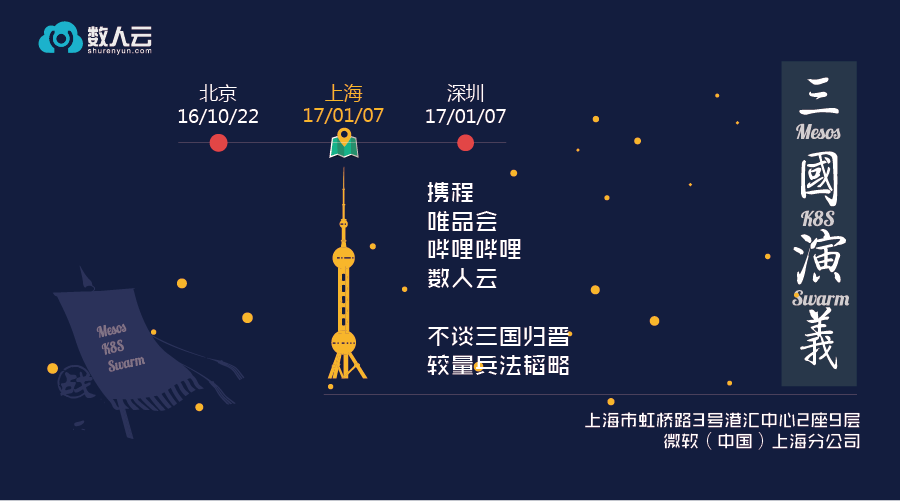 数人云
shurenyun.com
北京
16/10/22
上海
17/01/07
深圳
17/01/07
携程
唯品会
哔哩哔哩
数人云
不谈三国归晋
较量兵法韬略
三
Mesos
國
K8S
演
Swarm
義
Mesos
K8S
Swarm
战
上海市虹桥路3号港汇中心2座9层
微软（中国）上海分公司